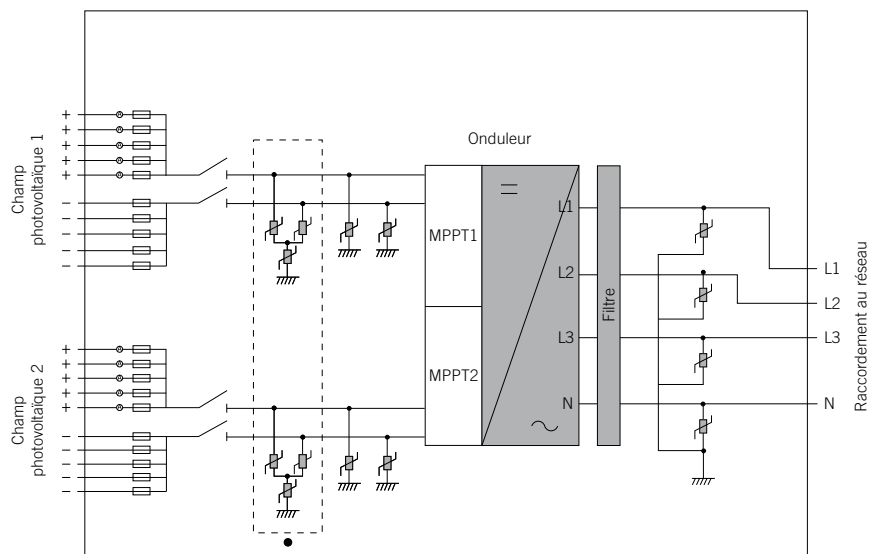 Champ
photovoltaïque 1
+
+
+
+
+
−
−
−
−
−
Onduleur
MPPT1
L1
L2
L3
N
MPPT2
Filtre
L1
L2
L3
N
Raccordement au réseau
Champ
photovoltaïque 2
+
+
+
+
+
−
−
−
−
−